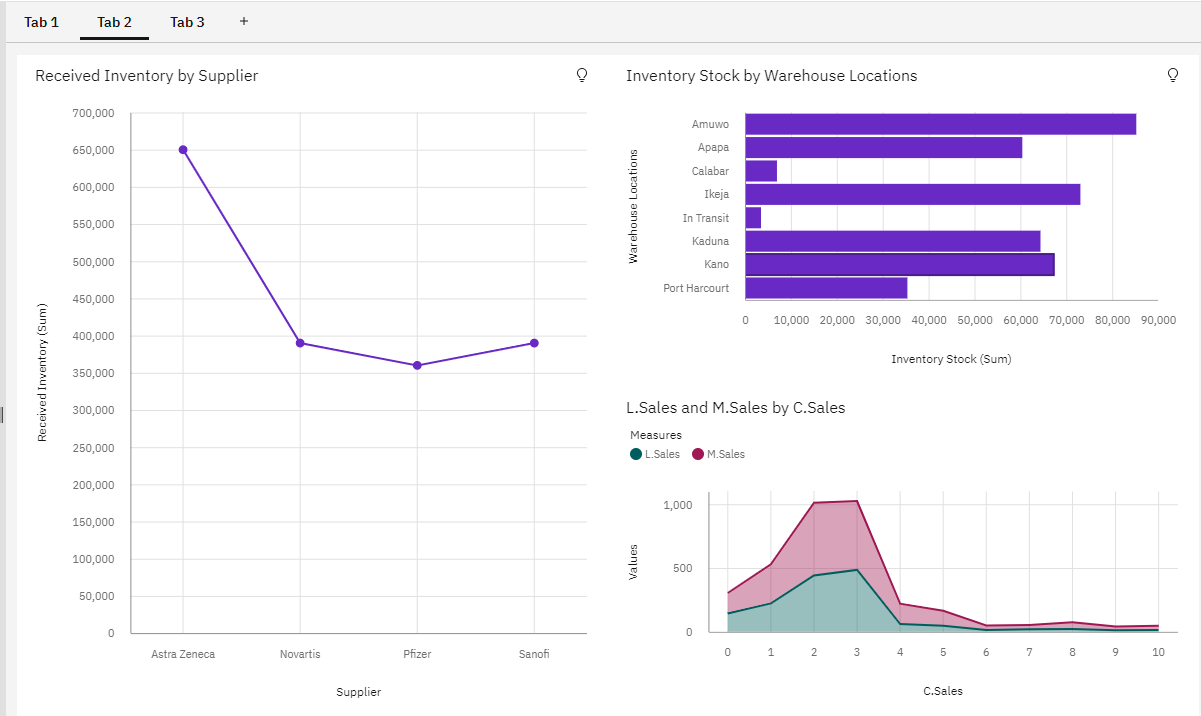 Tab 1 Tab 2 Tab 3 +
Received Inventory by Supplier
700,000
650,000
600,000
550,000
500,000
450,000
400,000
350,000
300,000
250,000
200,000
150,000
100,000
50,000
0
Received Inventory (Sum)
Astra Zeneca Novartis Pfizer Sanofi
Supplier
Inventory Stock by Warehouse Locations
Warehouse Locations
Amuwo
Apapa
Calabar
Ikeja
In Transit
Kaduna
Kano
Port Harcourt
0 10,000 20,000 30,000 40,000 50,000 60,000 70,000 80,000 90,000
Inventory Stock (Sum)
L.Sales and M.Sales by C.Sales
Measures
L.Sales M.Sales
Values
1,000
500
0
0 1 2 3 4 5 6 7 8 9 10
C.Sales